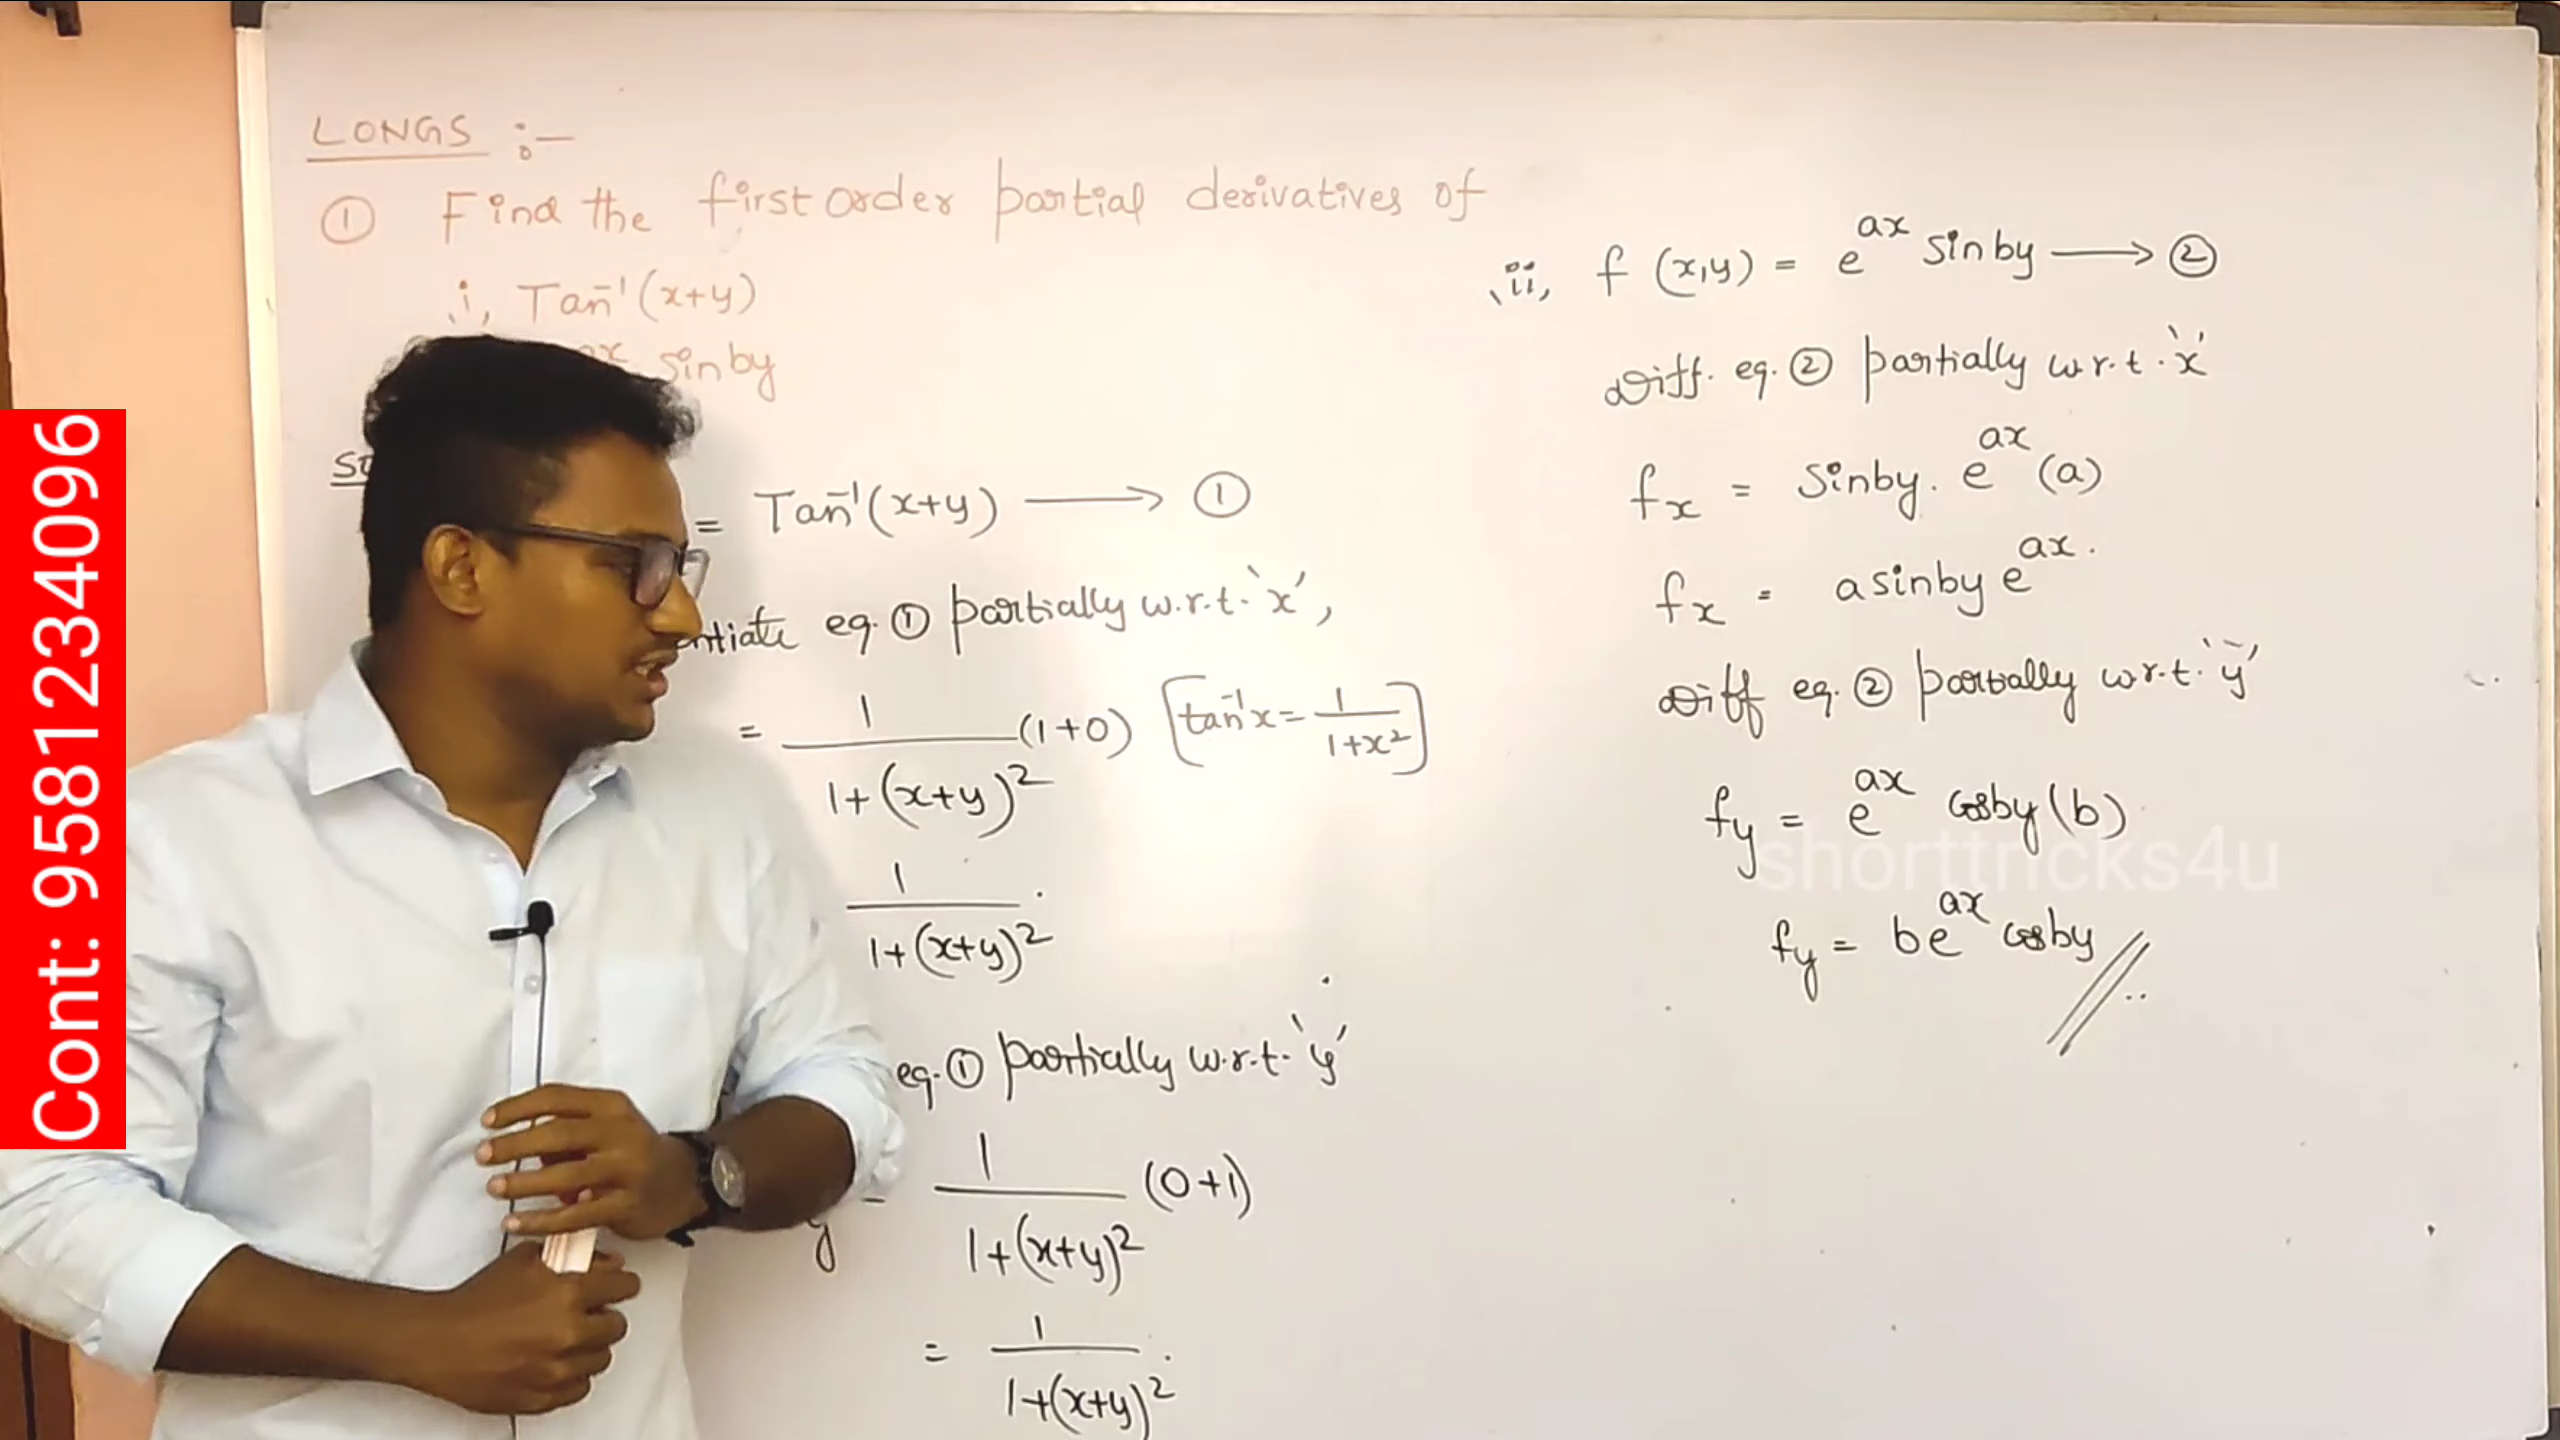 LONGS :-
① Find the first order partial derivatives of
i, Tan⁻¹(x+y)
ax sinby
= Tan⁻¹(x+y) ⟶ ①
eq. ① partially w.r.t. 'x',
= 1/(1+(x+y)²) (1+0) [tan⁻¹x = 1/(1+x²)]
1/(1+(x+y)²).
eq. ① partially w.r.t. 'y'
y = 1/(1+(x+y)²) (0+1)
= 1/(1+(x+y)²).
ii, f (x,y) = e^ax sinby ⟶ ②
Diff. eq. ② partially w.r.t. 'x'
fx = Sinby. e^ax (a)
fx = asinby e^ax.
Diff eq. ② partially w.r.t. 'y'
fy = e^ax cosby (b)
fy = be^ax cosby //
shorttricks4u
Cont: 9581234096